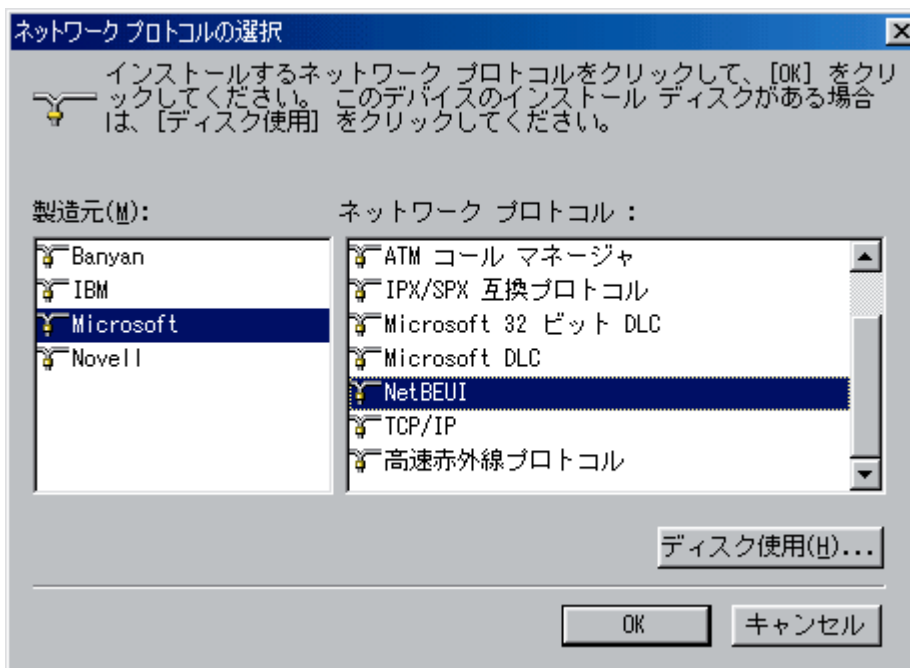 ネットワーク プロトコルの選択
インストールするネットワーク プロトコルをクリックして、[OK] をクリ
ックしてください。 このデバイスのインストール ディスクがある場合
は、[ディスク使用] をクリックしてください。
製造元(M):
ネットワーク プロトコル :
Banyan
IBM
Microsoft
Novell
ATM コール マネージャ
IPX/SPX 互換プロトコル
Microsoft 32 ビット DLC
Microsoft DLC
NetBEUI
TCP/IP
高速赤外線プロトコル
ディスク使用(H)...
OK
キャンセル